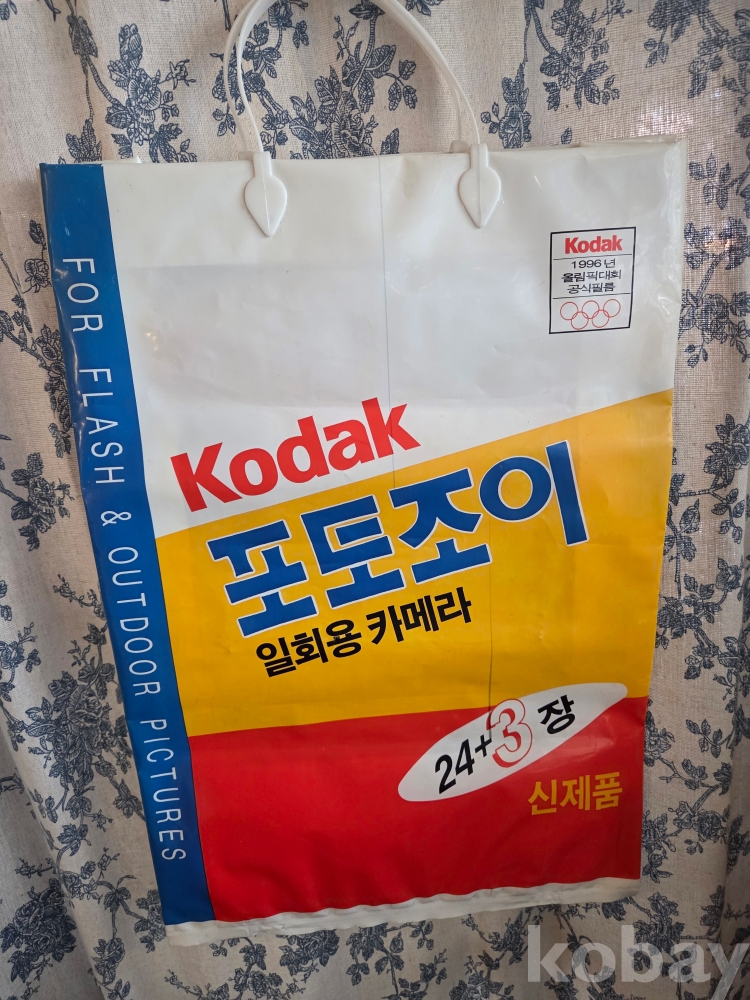 Kodak
1996년
올림픽대회
공식필름
FOR FLASH & OUTDOOR PICTURES
Kodak
포토조이
일회용 카메라
24+3장
신제품
kobay